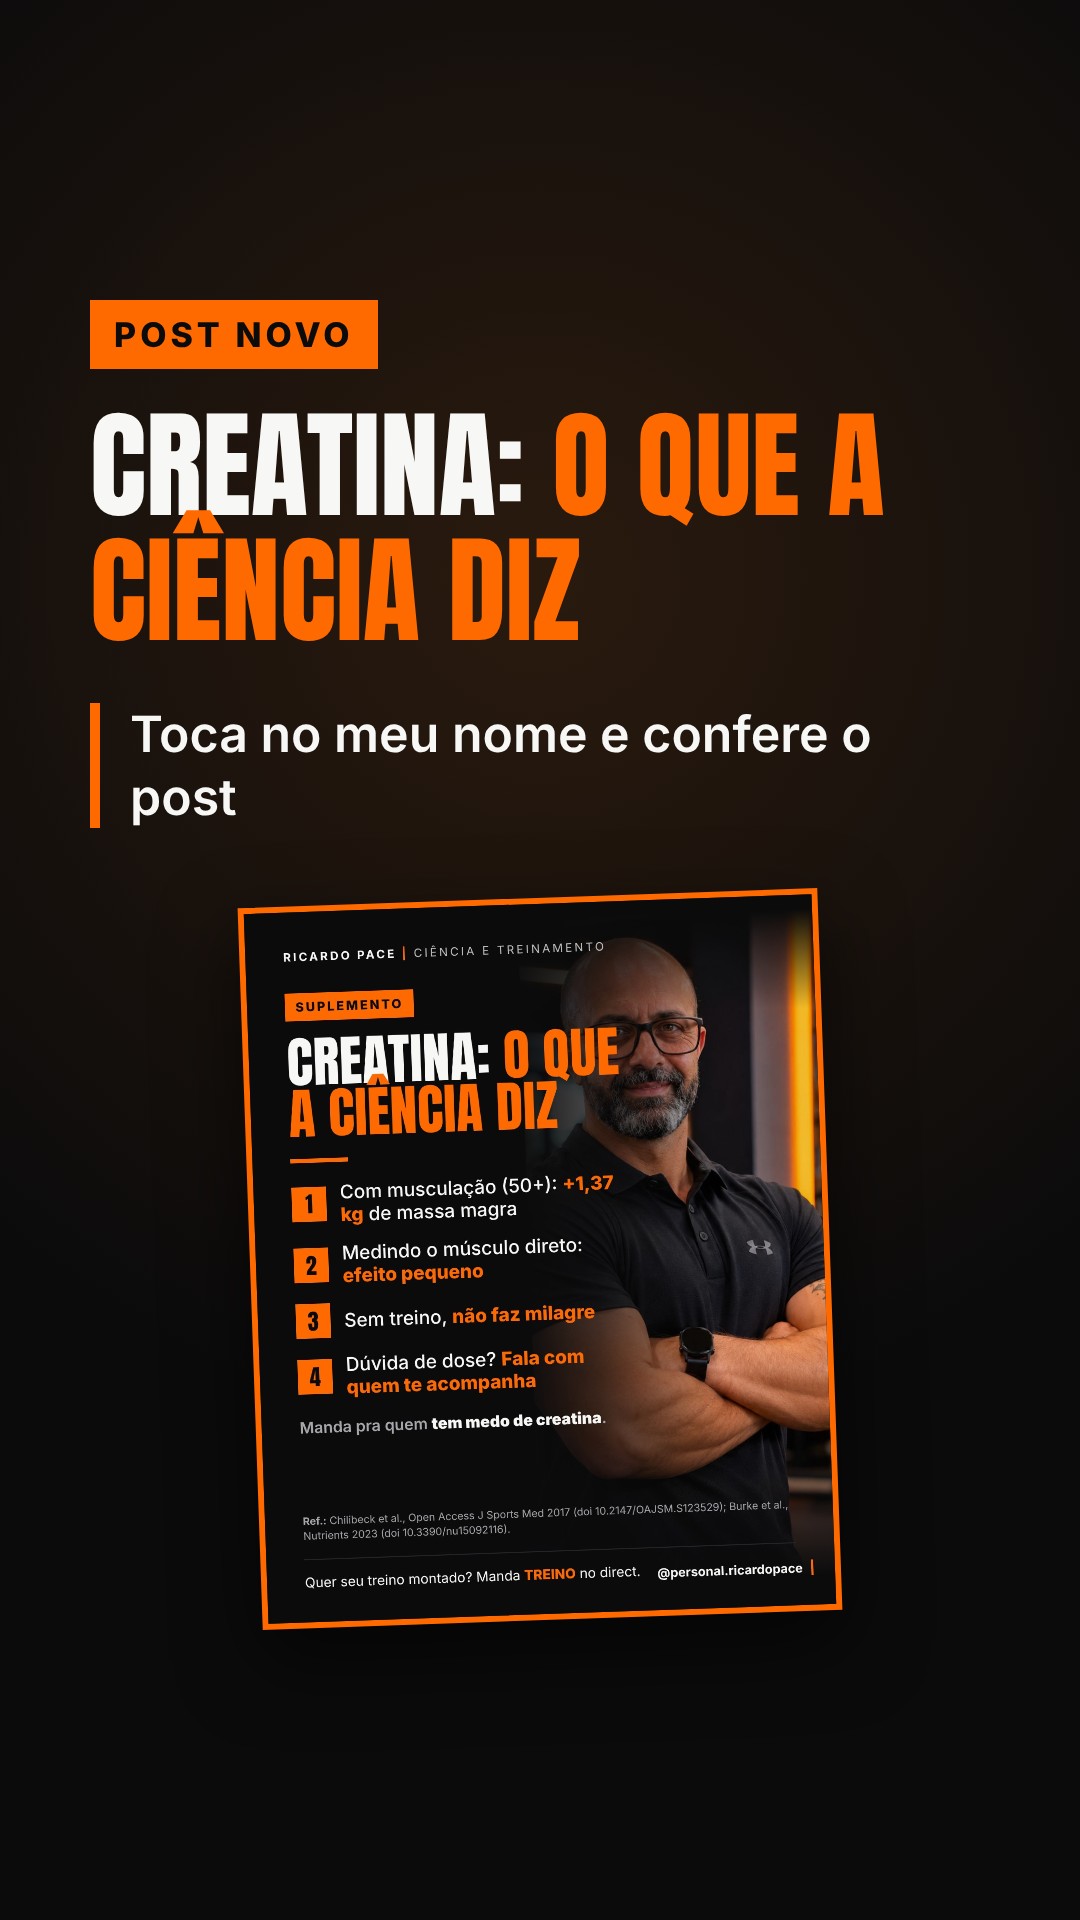 POST NOVO
CREATINA: O QUE A
CIÊNCIA DIZ
Toca no meu nome e confere o
post
RICARDO PACE | CIÊNCIA E TREINAMENTO
SUPLEMENTO
CREATINA: O QUE
A CIÊNCIA DIZ
1 Com musculação (50+): +1,37
kg de massa magra
2 Medindo o músculo direto:
efeito pequeno
3 Sem treino, não faz milagre
4 Dúvida de dose? Fala com
quem te acompanha
Manda pra quem tem medo de creatina.
Ref.: Chilibeck et al., Open Access J Sports Med 2017 (doi 10.2147/OAJSM.S123529); Burke et al.,
Nutrients 2023 (doi 10.3390/nu15092116).
Quer seu treino montado? Manda TREINO no direct. @personal.ricardopace |